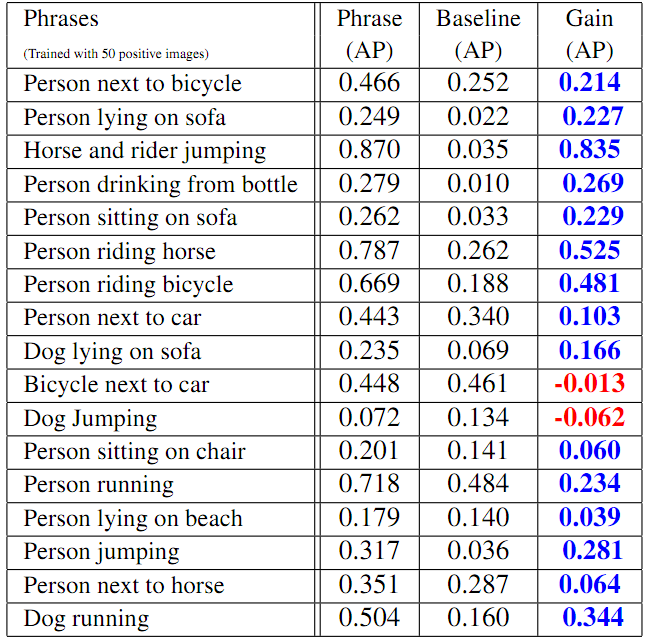 Phrases Phrase Baseline Gain
(Trained with 50 positive images) (AP) (AP) (AP)
Person next to bicycle 0.466 0.252 0.214
Person lying on sofa 0.249 0.022 0.227
Horse and rider jumping 0.870 0.035 0.835
Person drinking from bottle 0.279 0.010 0.269
Person sitting on sofa 0.262 0.033 0.229
Person riding horse 0.787 0.262 0.525
Person riding bicycle 0.669 0.188 0.481
Person next to car 0.443 0.340 0.103
Dog lying on sofa 0.235 0.069 0.166
Bicycle next to car 0.448 0.461 -0.013
Dog Jumping 0.072 0.134 -0.062
Person sitting on chair 0.201 0.141 0.060
Person running 0.718 0.484 0.234
Person lying on beach 0.179 0.140 0.039
Person jumping 0.317 0.036 0.281
Person next to horse 0.351 0.287 0.064
Dog running 0.504 0.160 0.344